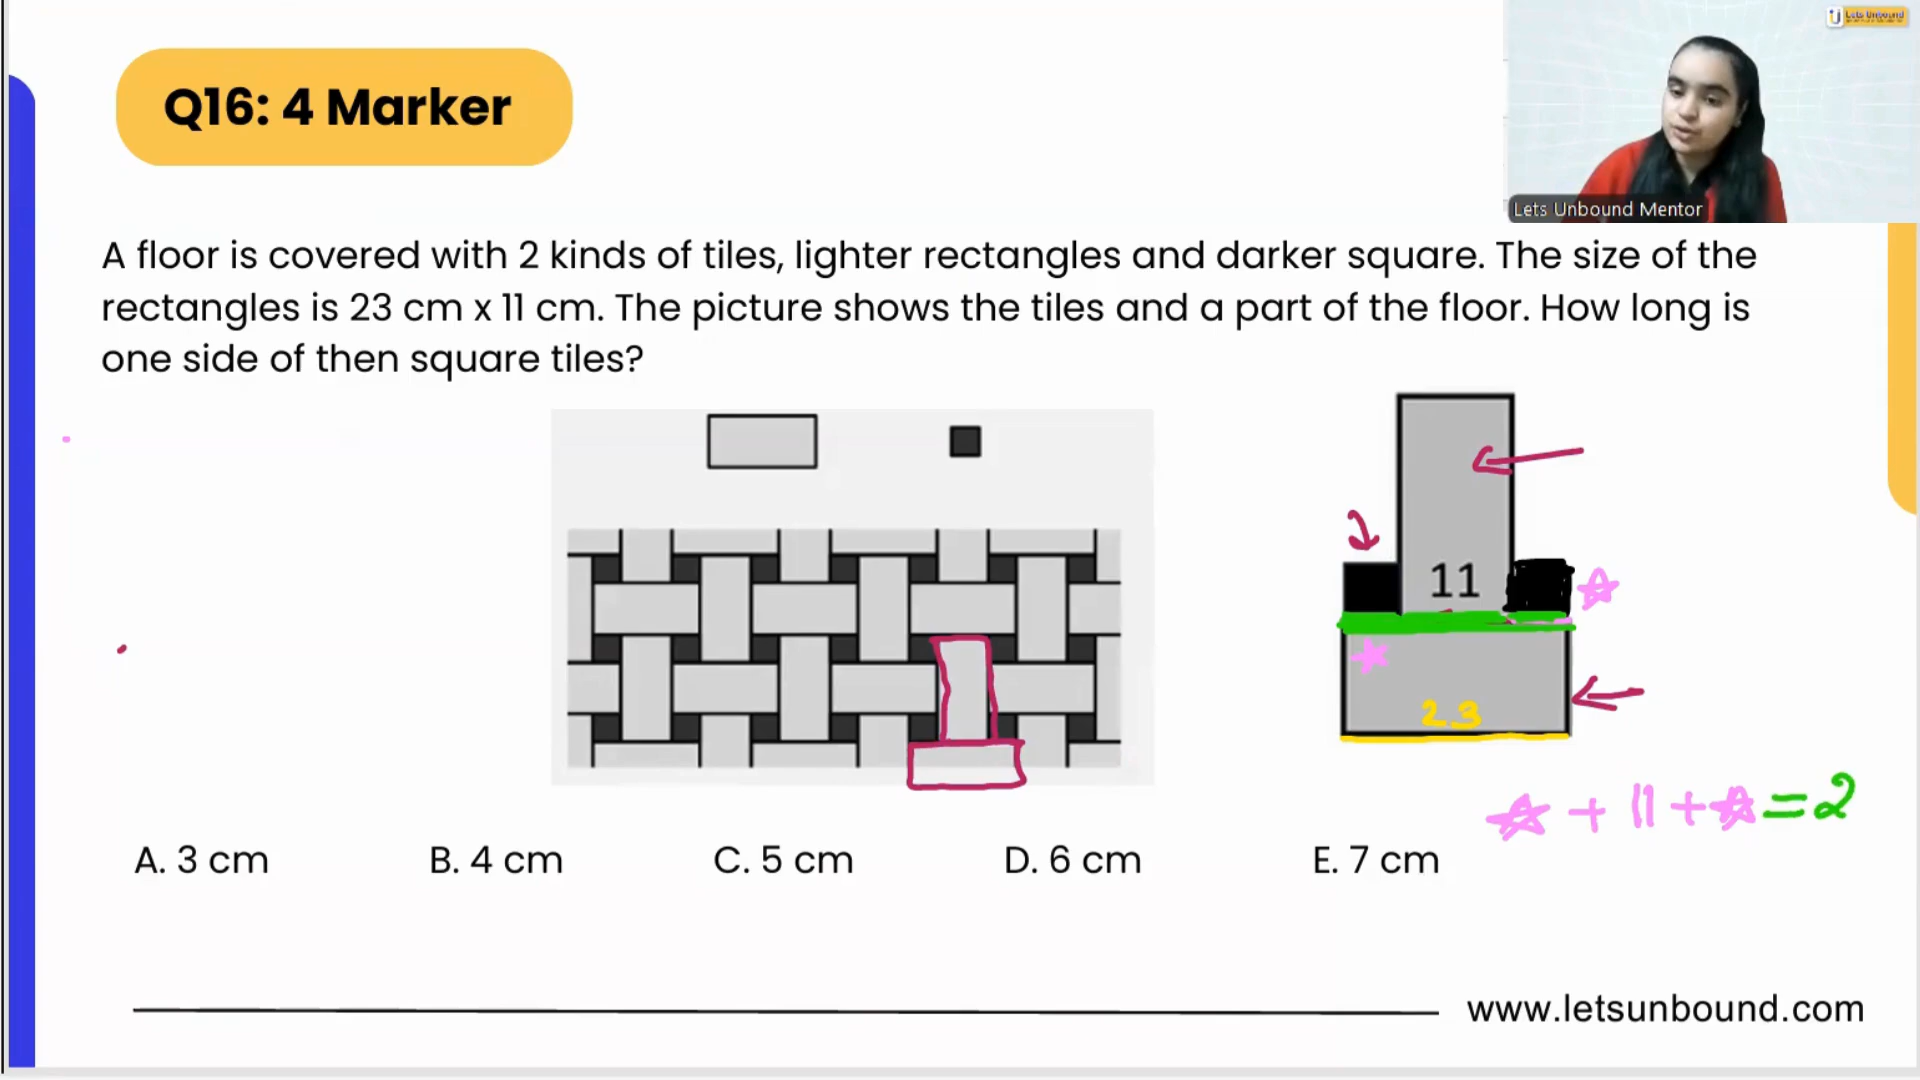 Lets Unbound
Q16: 4 Marker
Lets Unbound Mentor
A floor is covered with 2 kinds of tiles, lighter rectangles and darker square. The size of the
rectangles is 23 cm x 11 cm. The picture shows the tiles and a part of the floor. How long is
one side of then square tiles?
11
23
☆ + 11 + ☆ = 2
A. 3 cm
B. 4 cm
C. 5 cm
D. 6 cm
E. 7 cm
www.letsunbound.com